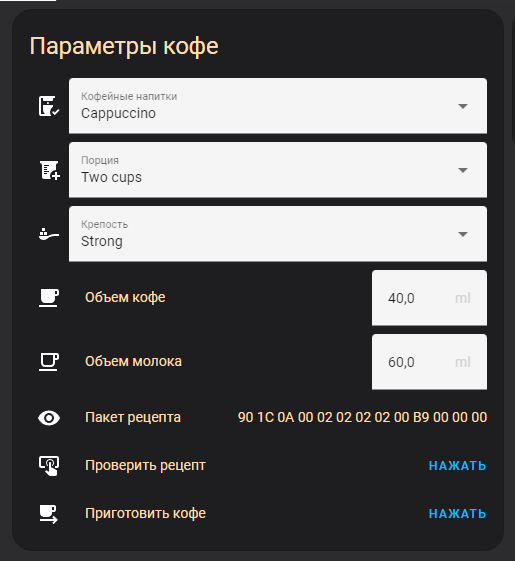 Параметры кофе
Кофейные напитки
Cappuccino
Порция
Two cups
Крепость
Strong
Объем кофе 40,0 ml
Объем молока 60,0 ml
Пакет рецепта 90 1C 0A 00 02 02 02 02 00 B9 00 00 00
Проверить рецепт НАЖАТЬ
Приготовить кофе НАЖАТЬ